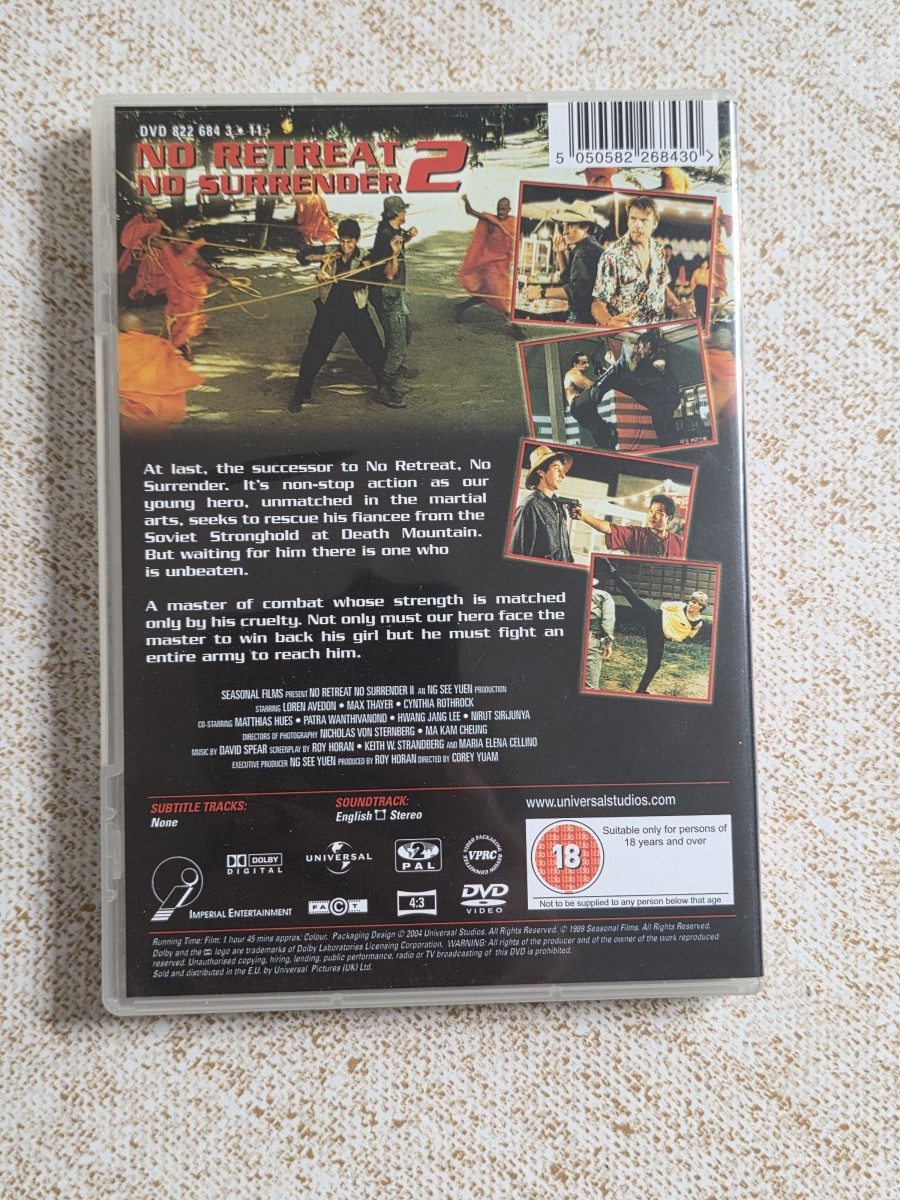 DVD 822 684 3 • 11
5 050582 268430 >
NO RETREAT
NO SURRENDER 2
At last, the successor to No Retreat, No
Surrender. It's non-stop action as our
young hero, unmatched in the martial
arts, seeks to rescue his fiancee from the
Soviet Stronghold at Death Mountain.
But waiting for him there is one who
is unbeaten.
A master of combat whose strength is matched
only by his cruelty. Not only must our hero face the
master to win back his girl but he must fight an
entire army to reach him.
SEASONAL FILMS PRESENT NO RETREAT NO SURRENDER II AN NG SEE YUEN PRODUCTION
STARRING LOREN AVEDON • MAX THAYER • CYNTHIA ROTHROCK
CO-STARRING MATTHIAS HUES • PATRA WANTHIVANOND • HWANG JANG LEE • NIRUT SIRIJUNYA
DIRECTORS OF PHOTOGRAPHY NICHOLAS VON STERNBERG • MA KAM CHEUNG
MUSIC BY DAVID SPEAR SCREENPLAY BY ROY HORAN • KEITH W. STRANDBERG AND MARIA ELENA CELLINO
EXECUTIVE PRODUCER NG SEE YUEN PRODUCED BY ROY HORAN DIRECTED BY COREY YUAM
SUBTITLE TRACKS:
None
SOUNDTRACK:
English Stereo
www.universalstudios.com
18
Suitable only for persons of
18 years and over
Not to be supplied to any person below that age
IMPERIAL ENTERTAINMENT
DOLBY
DIGITAL
UNIVERSAL
2
PAL
VIDEO PACKAGING REVIEW COMMITTEE
VPRC
FACT
4:3
DVD
VIDEO
Running Time: Film: 1 hour 45 mins approx. Colour. Packaging Design © 2004 Universal Studios. All Rights Reserved. © 1989 Seasonal Films. All Rights Reserved.
Dolby and the logo are trademarks of Dolby Laboratories Licensing Corporation. WARNING: All rights of the producer and of the owner of the work reproduced
reserved. Unauthorised copying, hiring, lending, public performance, radio or TV broadcasting of this DVD is prohibited.
Sold and distributed in the E.U. by Universal Pictures (UK) Ltd.